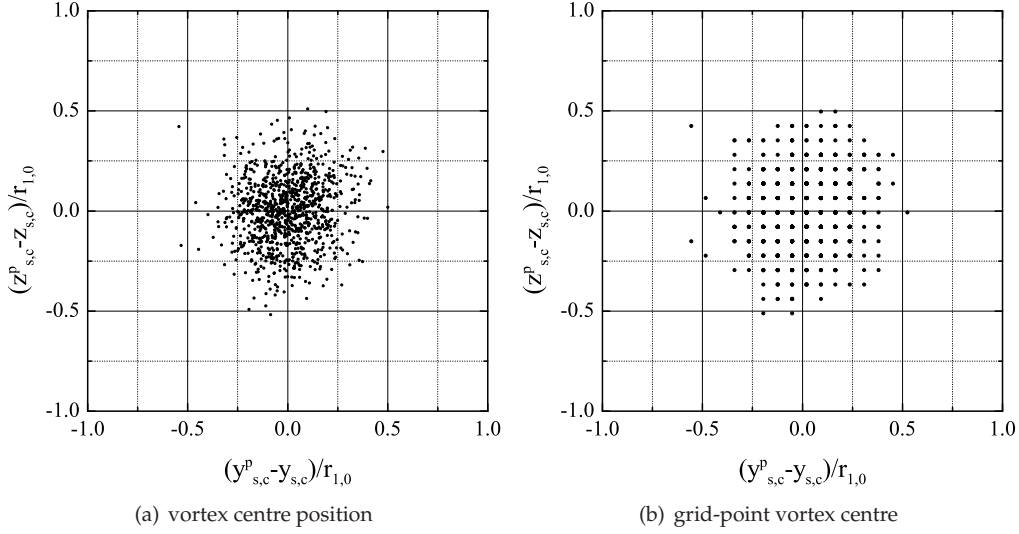 1.0
0.5
0.0
-0.5
-1.0
-1.0 -0.5 0.0 0.5 1.0
(z^p_{s,c}-z_{s,c})/r_{1,0}
(y^p_{s,c}-y_{s,c})/r_{1,0}
(a) vortex centre position
1.0
0.5
0.0
-0.5
-1.0
-1.0 -0.5 0.0 0.5 1.0
(z^p_{s,c}-z_{s,c})/r_{1,0}
(y^p_{s,c}-y_{s,c})/r_{1,0}
(b) grid-point vortex centre